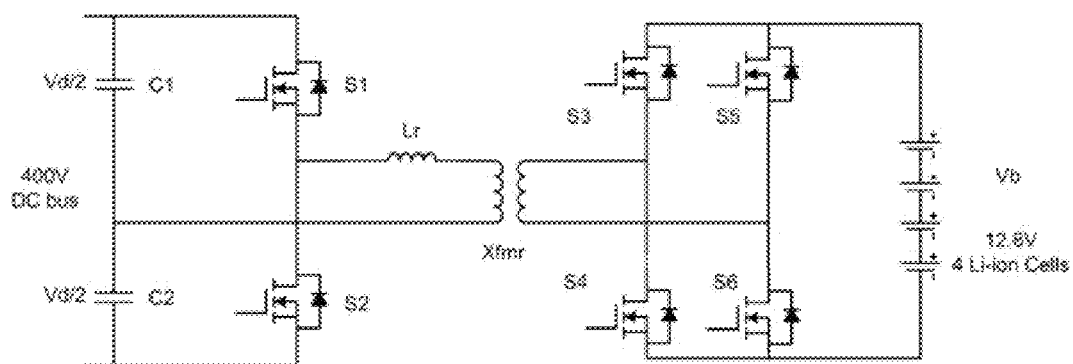 Vd/2
C1
S1
S3
S5
Lr
400V
DC bus
Vb
Xfmr
12.8V
4 Li-ion Cells
Vd/2
C2
S2
S4
S6